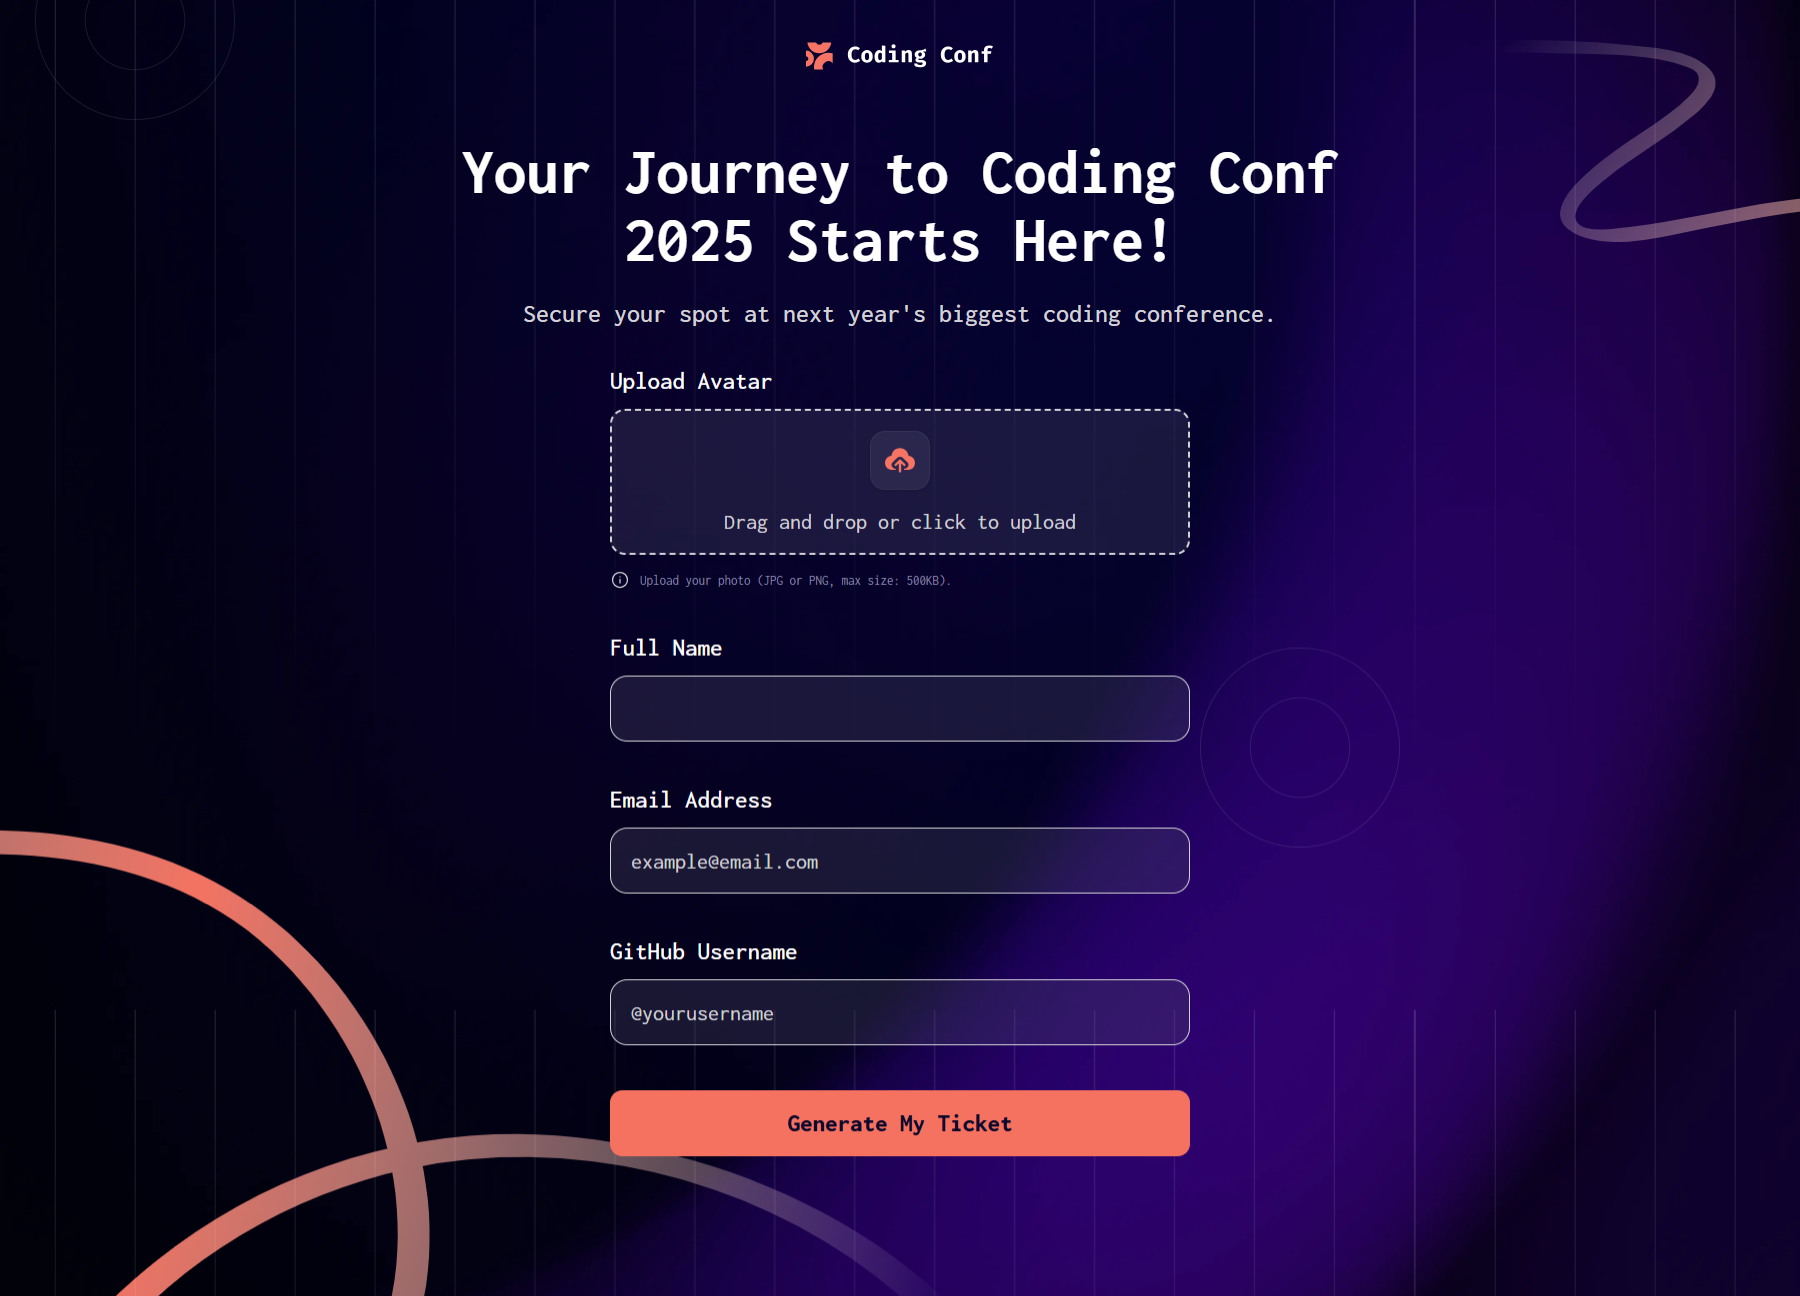 Coding Conf
Your Journey to Coding Conf
2025 Starts Here!
Secure your spot at next year's biggest coding conference.
Upload Avatar
Drag and drop or click to upload
Upload your photo (JPG or PNG, max size: 500KB).
Full Name
Email Address
example@email.com
GitHub Username
@yourusername
Generate My Ticket